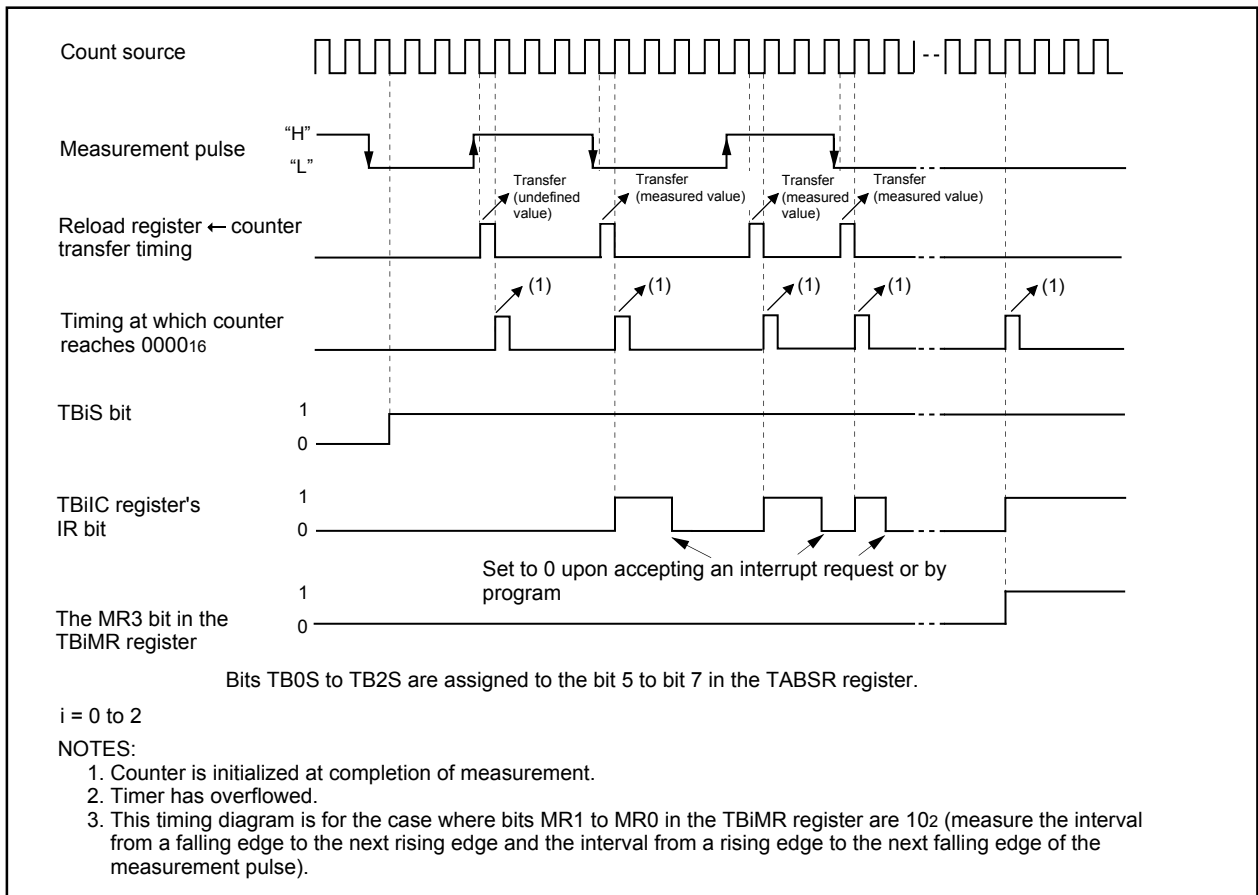 Count source
Measurement pulse
“H”
“L”
Transfer
(undefined
value)
Transfer
(measured value)
Transfer
(measured
value)
Transfer
(measured value)
Reload register ← counter
transfer timing
(1)
(1)
(1)
(1)
(1)
Timing at which counter
reaches 000016
TBiS bit
1
0
TBiIC register's
IR bit
1
0
Set to 0 upon accepting an interrupt request or by
program
The MR3 bit in the
TBiMR register
1
0
Bits TB0S to TB2S are assigned to the bit 5 to bit 7 in the TABSR register.
i = 0 to 2
NOTES:
1. Counter is initialized at completion of measurement.
2. Timer has overflowed.
3. This timing diagram is for the case where bits MR1 to MR0 in the TBiMR register are 102 (measure the interval
from a falling edge to the next rising edge and the interval from a rising edge to the next falling edge of the
measurement pulse).